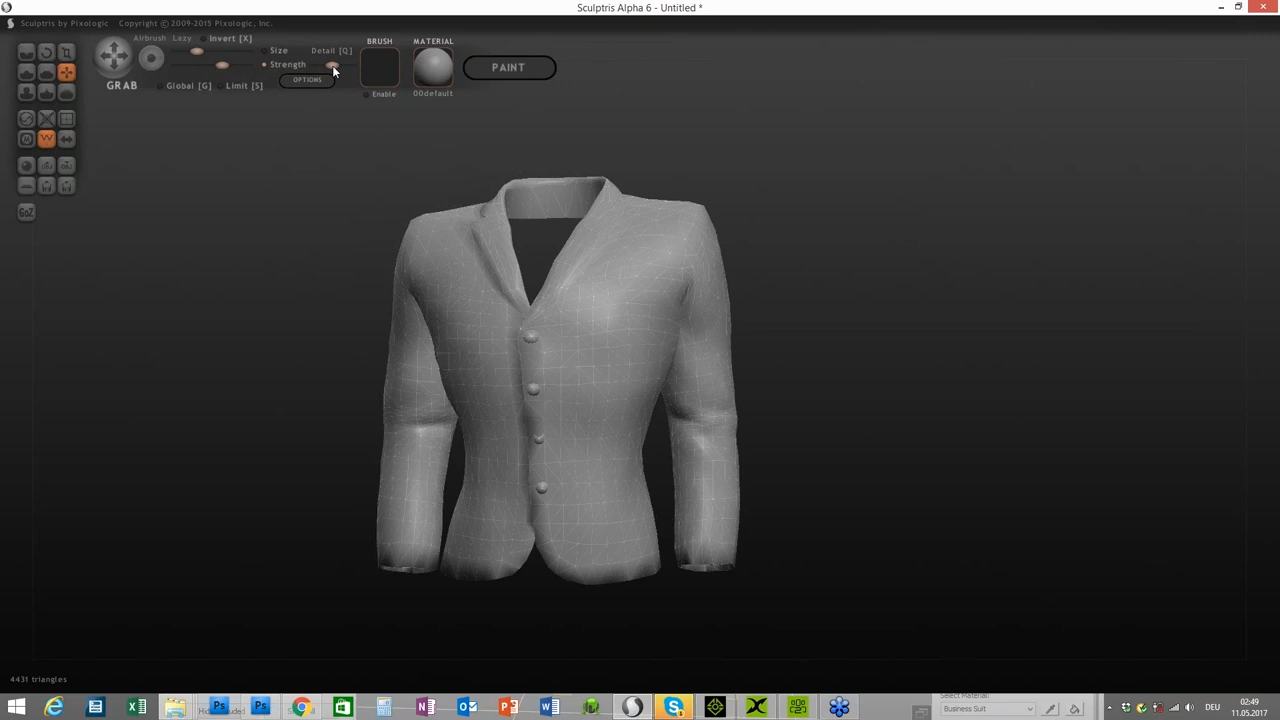 Sculptris Alpha 6 - Untitled *
Sculptris by Pixologic   Copyright © 2009-2015 Pixologic, Inc.
Airbrush Lazy Invert [X]
Size Detail [Q]
Strength
OPTIONS
GRAB
Global [G] Limit [S]
BRUSH
Enable
MATERIAL
00default
PAINT
GoZ
4431 triangles
Select Material:
Business Suit
DEU
02:49
11.05.2017